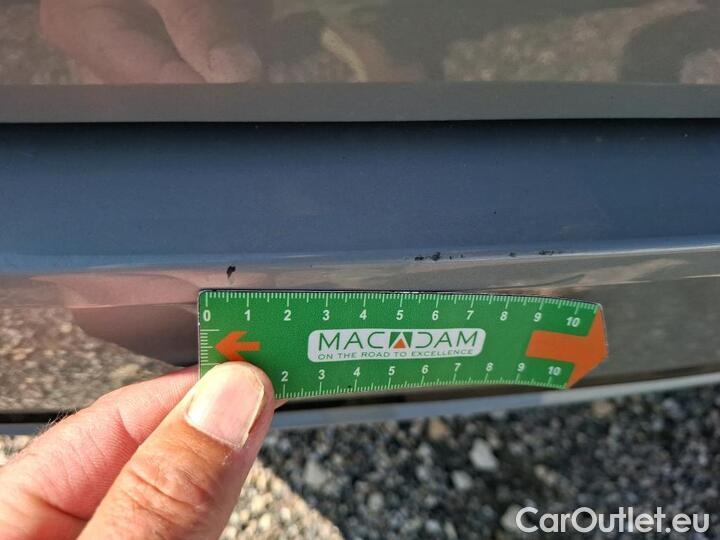 0 1 2 3 4 5 6 7 8 9 10
MACADAM
ON THE ROAD TO EXCELLENCE
2 3 4 5 6 7 8 9 10
CarOutlet.eu